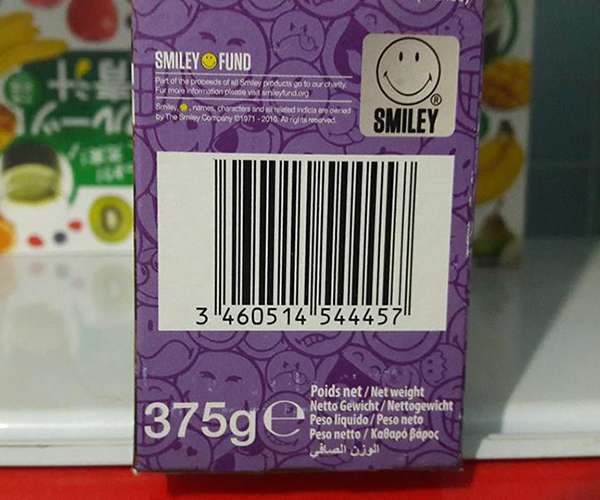 SMILEY FUND
Part of the proceeds of all Smiley products go to our charity.
For more information please visit smileyfund.org
Smiley, names, characters and all related indicia are owned
by The Smiley Company ©1971 - 2016. All rights reserved.
®
SMILEY
3 460514 544457
375g e
Poids net / Net weight
Netto Gewicht / Nettogewicht
Peso liquido / Peso neto
Peso netto / Καθαρό βάρος
الوزن الصافي